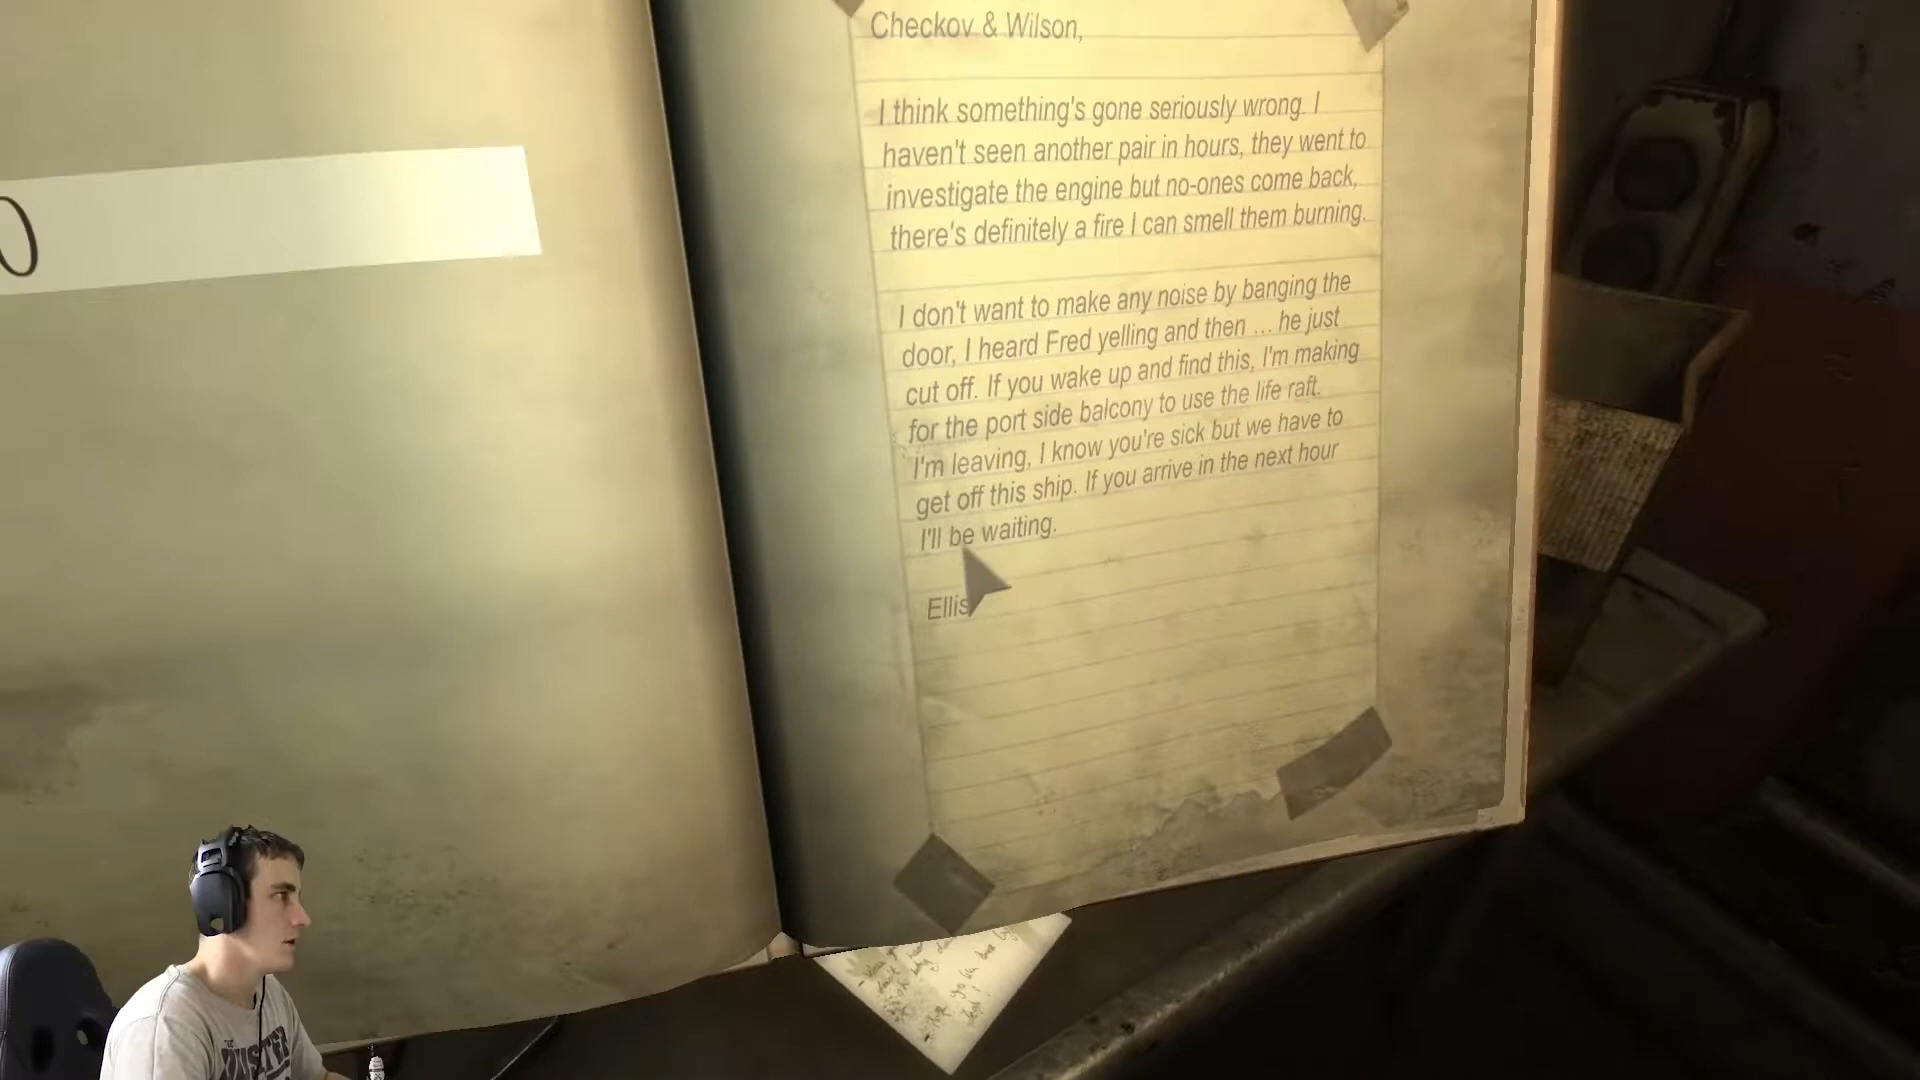 Checkov & Wilson,
I think something's gone seriously wrong. I
haven't seen another pair in hours, they went to
investigate the engine but no-ones come back,
there's definitely a fire I can smell them burning.
I don't want to make any noise by banging the
door, I heard Fred yelling and then ... he just
cut off. If you wake up and find this, I'm making
for the port side balcony to use the life raft.
I'm leaving, I know you're sick but we have to
get off this ship. If you arrive in the next hour
I'll be waiting.
Ellis